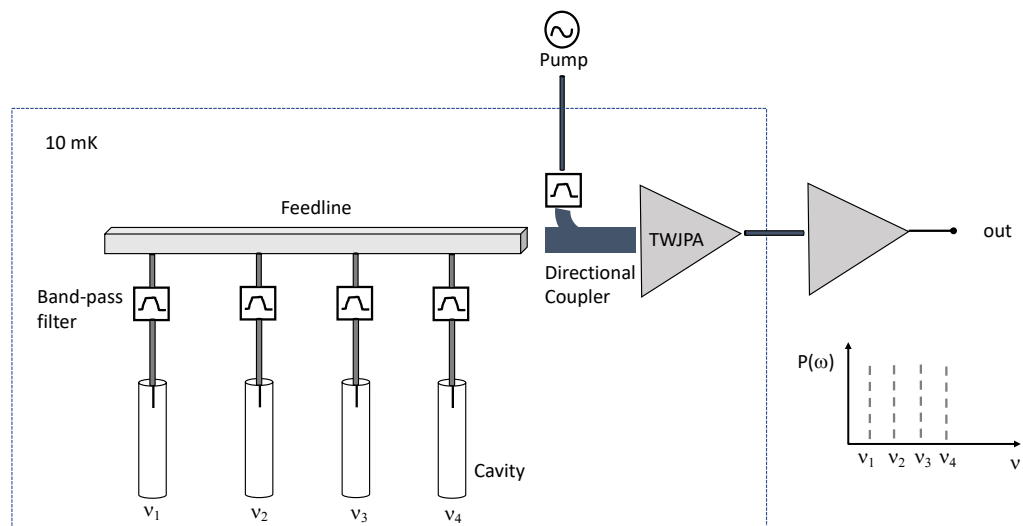 Pump
10 mK
Feedline
TWJPA
out
Directional
Coupler
Band-pass
filter
P(ω)
ν₁ ν₂ ν₃ ν₄ ν
Cavity
ν₁ ν₂ ν₃ ν₄